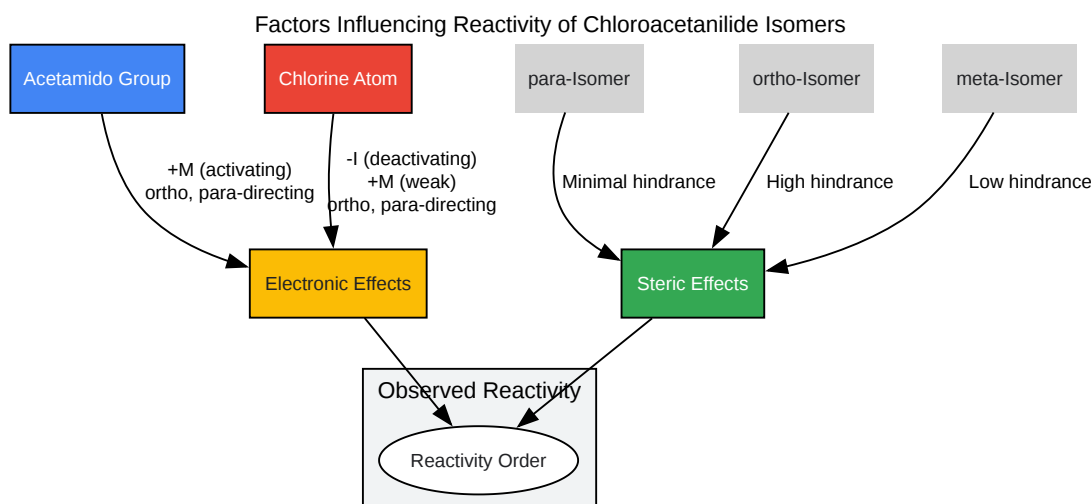 Factors Influencing Reactivity of Chloroacetanilide Isomers
Acetamido Group
Chlorine Atom
para-Isomer
ortho-Isomer
meta-Isomer
+M (activating)
ortho, para-directing
-I (deactivating)
+M (weak)
ortho, para-directing
Minimal hindrance
High hindrance
Low hindrance
Electronic Effects
Steric Effects
Observed Reactivity
Reactivity Order